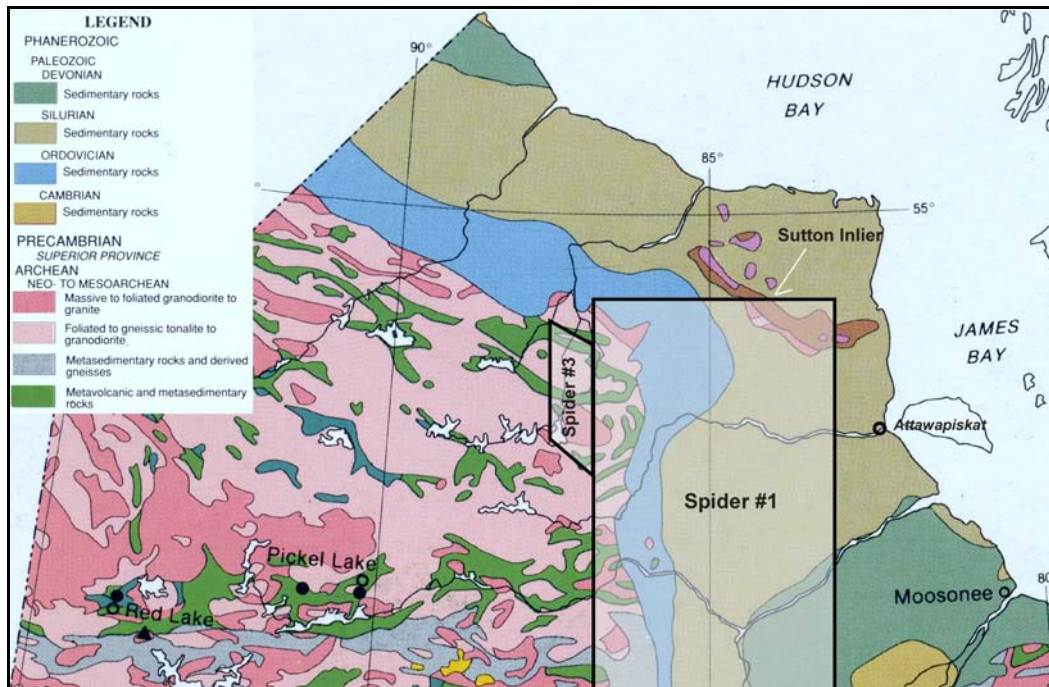 LEGEND
PHANEROZOIC
PALEOZOIC
DEVONIAN
Sedimentary rocks
SILURIAN
Sedimentary rocks
ORDOVICIAN
Sedimentary rocks
CAMBRIAN
Sedimentary rocks
PRECAMBRIAN
SUPERIOR PROVINCE
ARCHEAN
NEO- TO MESOARCHEAN
Massive to foliated granodiorite to
granite
Foliated to gneissic tonalite to
granodiorite
Metasedimentary rocks and derived
gneisses
Metavolcanic and metasedimentary
rocks
90°
HUDSON
BAY
85°
55°
Sutton Inlier
JAMES
BAY
Spider #3
Attawapiskat
Spider #1
Pickel Lake
Red Lake
Moosonee
80